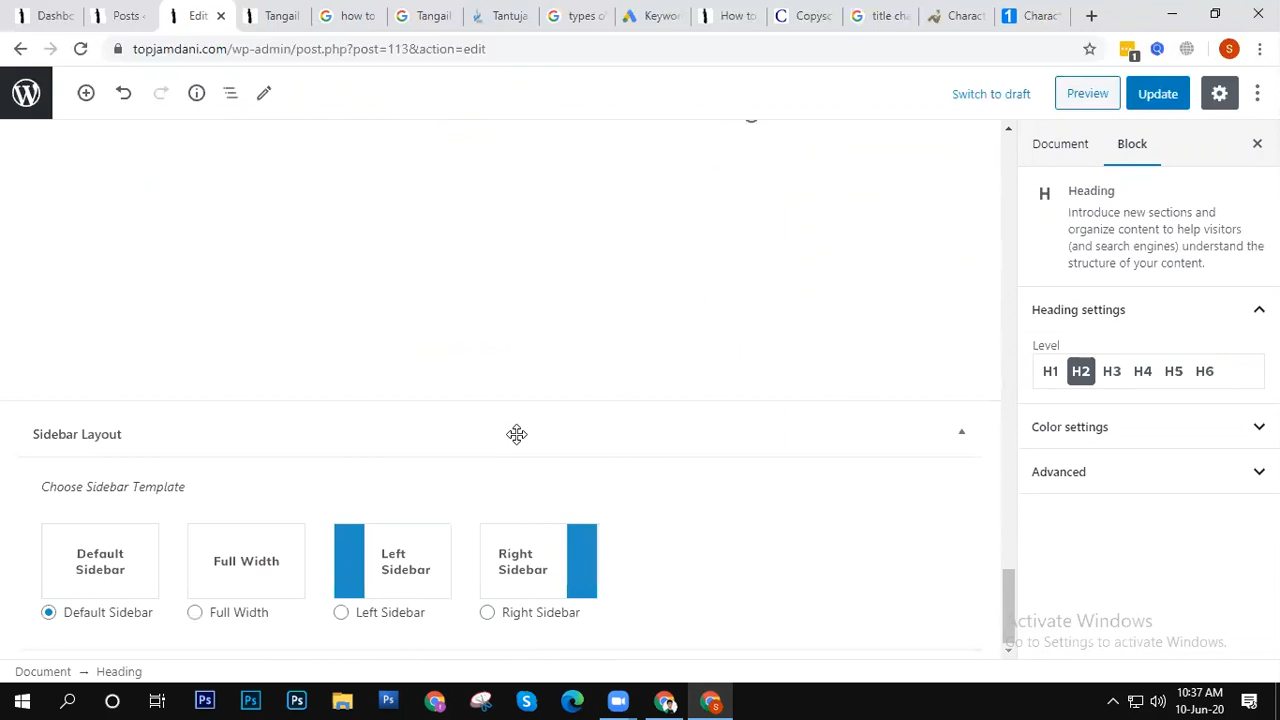 Dashbc
Posts ‹
Edit
Tangai
how to
Tangail
Tantuja
types o
Keywor
How to
Copysc
title cha
Charact
Charac
topjamdani.com/wp-admin/post.php?post=113&action=edit
1
S
Switch to draft
Preview
Update
Document
Block
H
Heading
Introduce new sections and
organize content to help visitors
(and search engines) understand the
structure of your content.
Heading settings
Level
H1 H2 H3 H4 H5 H6
Color settings
Advanced
Sidebar Layout
Choose Sidebar Template
Default
Sidebar
Full Width
Left
Sidebar
Right
Sidebar
Default Sidebar
Full Width
Left Sidebar
Right Sidebar
Activate Windows
Go to Settings to activate Windows.
Document → Heading
10:37 AM
10-Jun-20